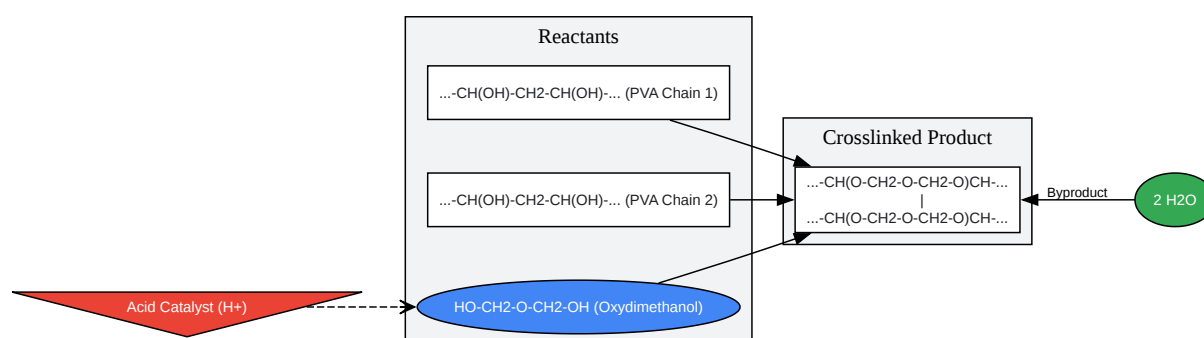 Reactants
...-CH(OH)-CH2-CH(OH)-... (PVA Chain 1)
...-CH(OH)-CH2-CH(OH)-... (PVA Chain 2)
HO-CH2-O-CH2-OH (Oxydimethanol)
Acid Catalyst (H+)
Crosslinked Product
...-CH(O-CH2-O-CH2-O)CH-...
|
...-CH(O-CH2-O-CH2-O)CH-...
Byproduct
2 H2O